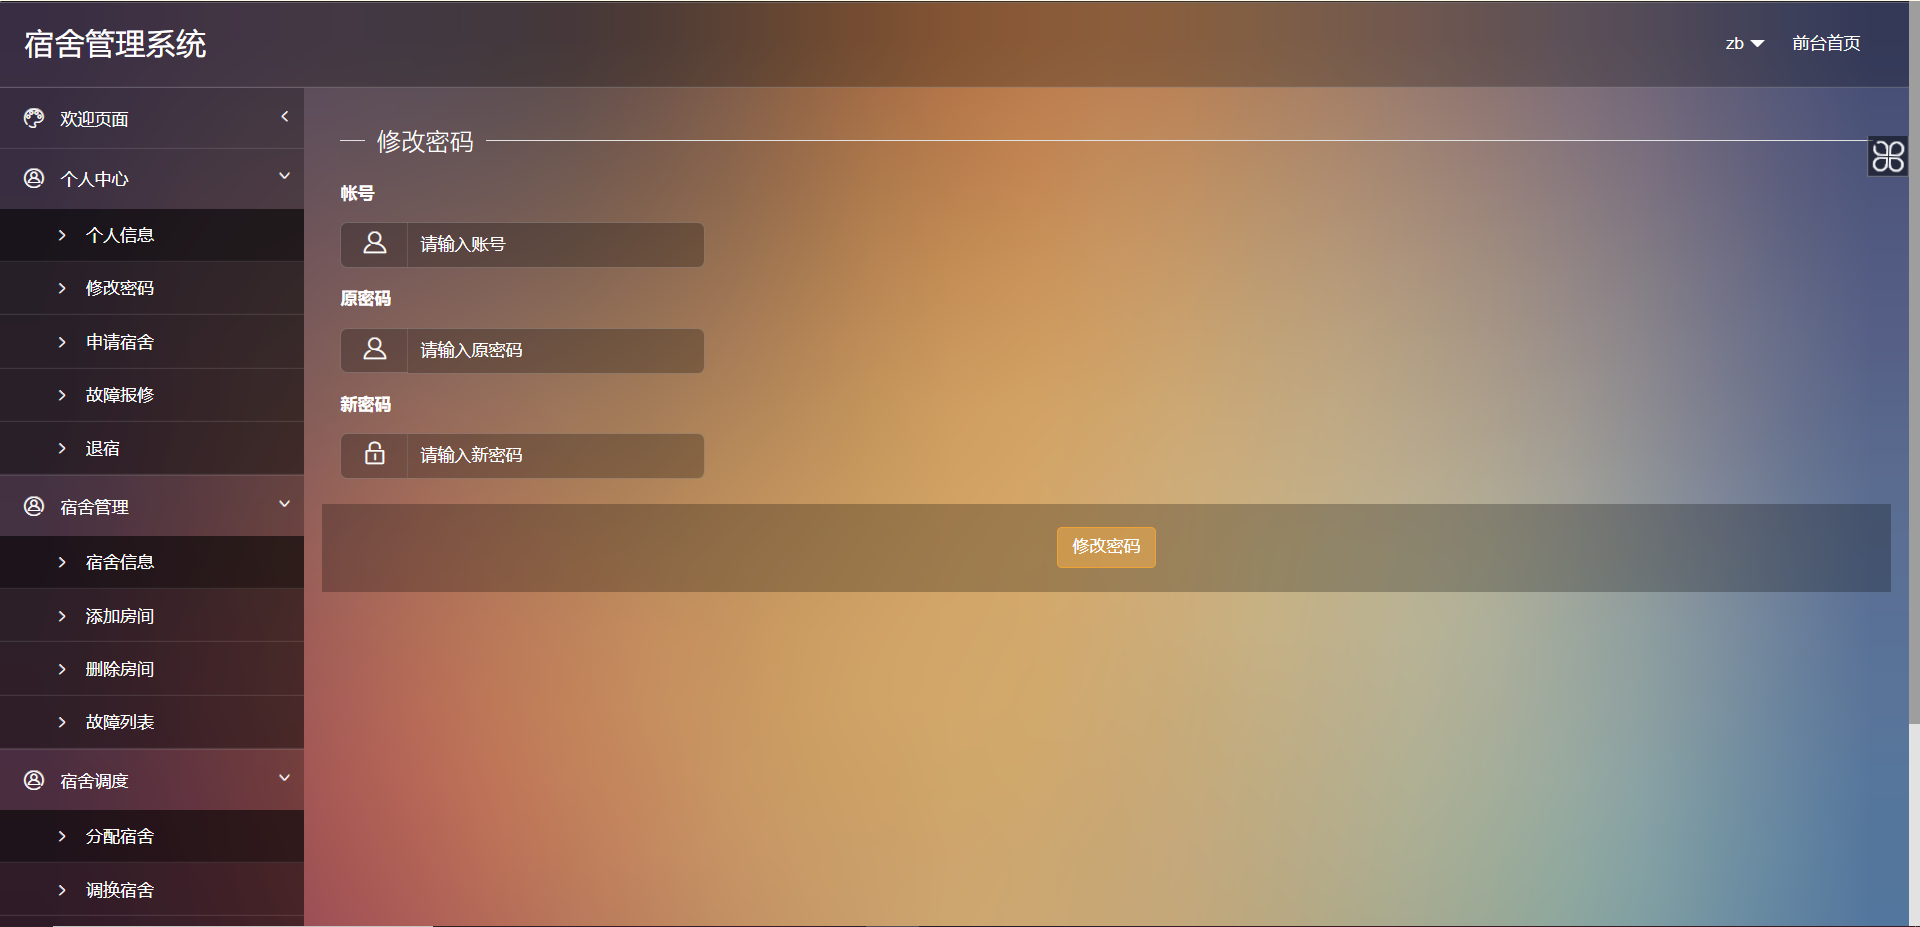 宿舍管理系统
zb
前台首页
欢迎页面
个人中心
个人信息
修改密码
申请宿舍
故障报修
退宿
宿舍管理
宿舍信息
添加房间
删除房间
故障列表
宿舍调度
分配宿舍
调换宿舍
修改密码
帐号
请输入账号
原密码
请输入原密码
新密码
请输入新密码
修改密码